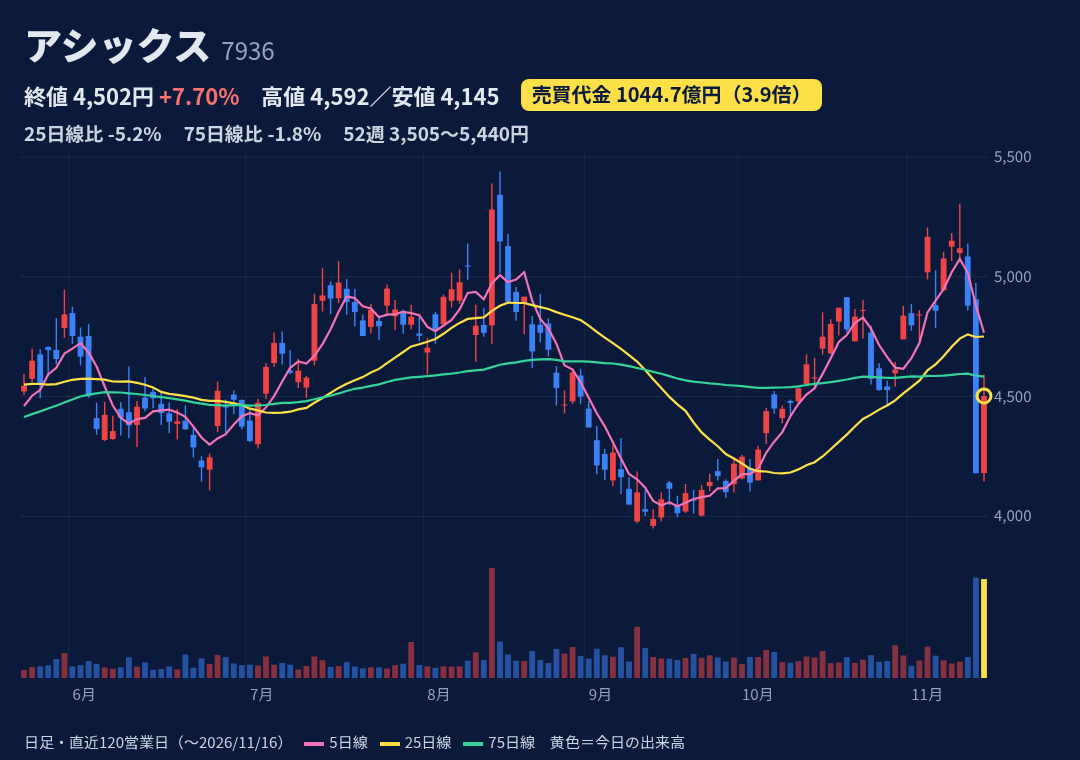 アシックス 7936
終値 4,502円 +7.70% 高値 4,592／安値 4,145 売買代金 1044.7億円（3.9倍）
25日線比 -5.2% 75日線比 -1.8% 52週 3,505〜5,440円
5,500
5,000
4,500
4,000
6月 7月 8月 9月 10月 11月
日足・直近120営業日（〜2026/11/16） 5日線 25日線 75日線 黄色＝今日の出来高